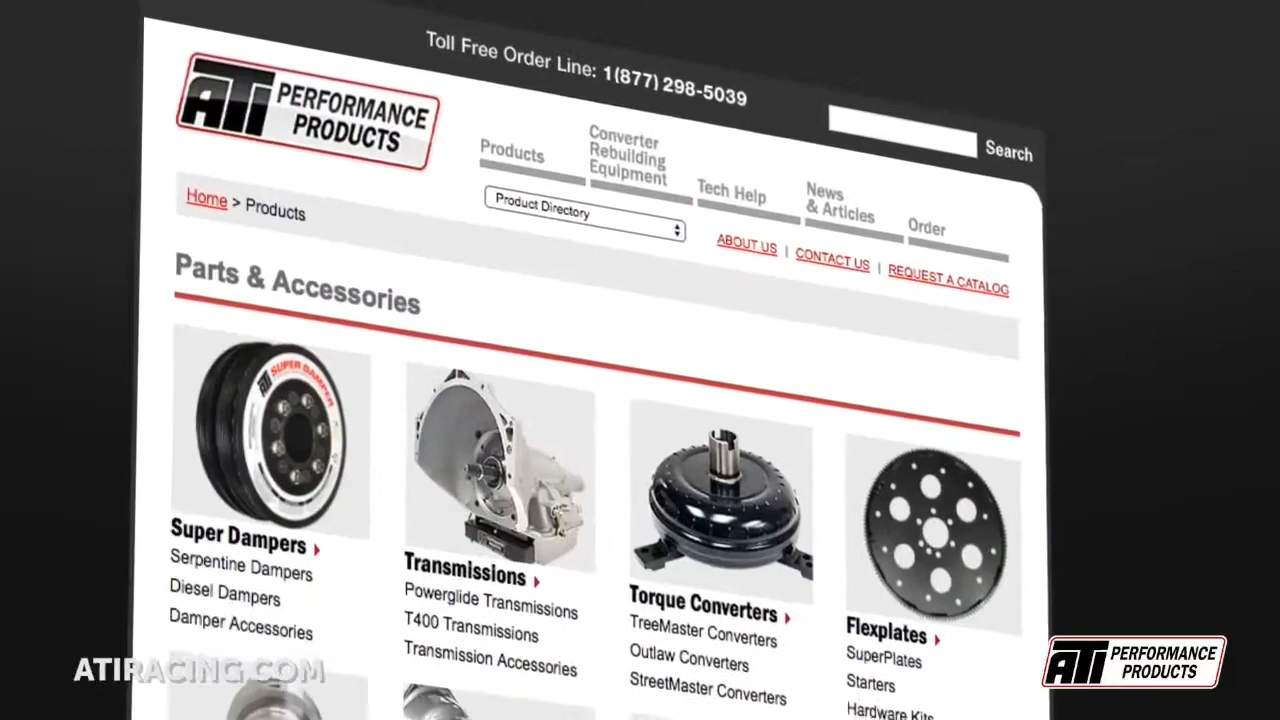 Toll Free Order Line: 1(877) 298-5039
Search
ATI PERFORMANCE
PRODUCTS
Products
Converter
Rebuilding
Equipment
Tech Help
News
& Articles
Order
Home > Products
Product Directory
ABOUT US | CONTACT US | REQUEST A CATALOG
Parts & Accessories
ATI SUPER DAMPER
Super Dampers
Serpentine Dampers
Diesel Dampers
Damper Accessories
Transmissions
Powerglide Transmissions
T400 Transmissions
Transmission Accessories
Torque Converters
TreeMaster Converters
Outlaw Converters
StreetMaster Converters
Flexplates
SuperPlates
Starters
Hardware Kits
ATIRACING.COM
ATI PERFORMANCE
PRODUCTS